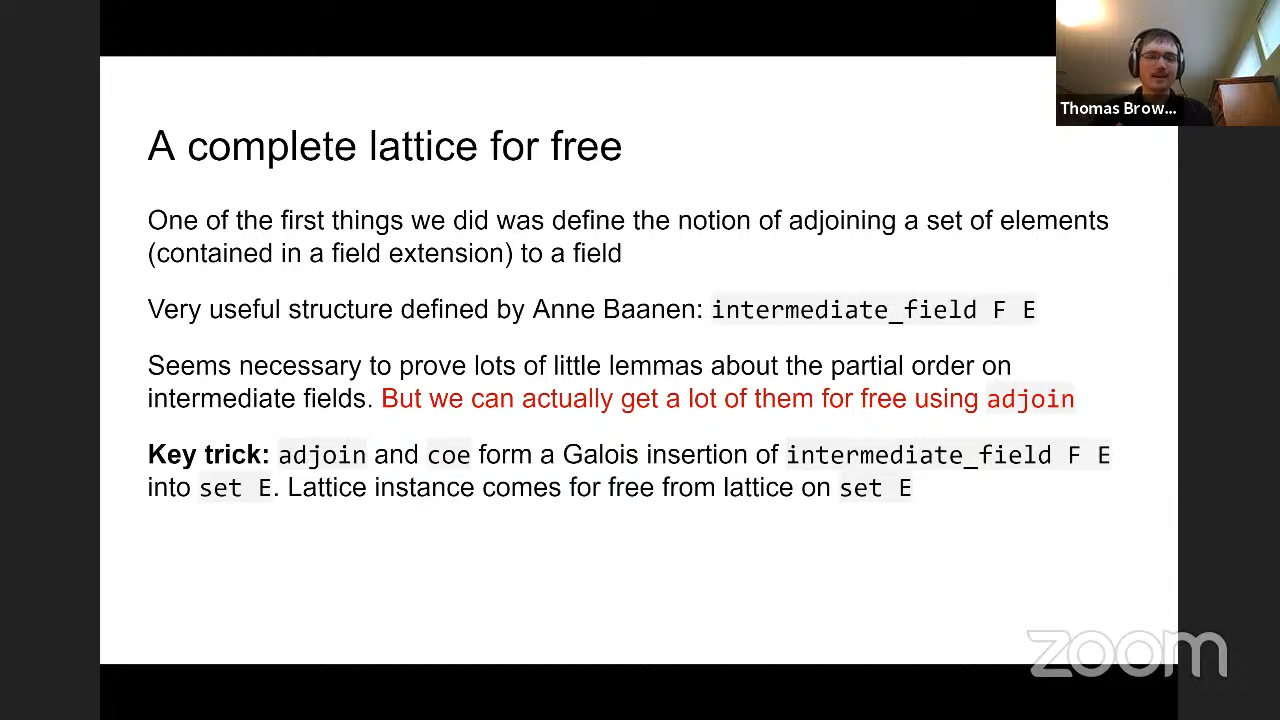 Thomas Brow...
A complete lattice for free
One of the first things we did was define the notion of adjoining a set of elements
(contained in a field extension) to a field
Very useful structure defined by Anne Baanen: intermediate_field F E
Seems necessary to prove lots of little lemmas about the partial order on
intermediate fields. But we can actually get a lot of them for free using adjoin
Key trick: adjoin and coe form a Galois insertion of intermediate_field F E
into set E. Lattice instance comes for free from lattice on set E
zoom